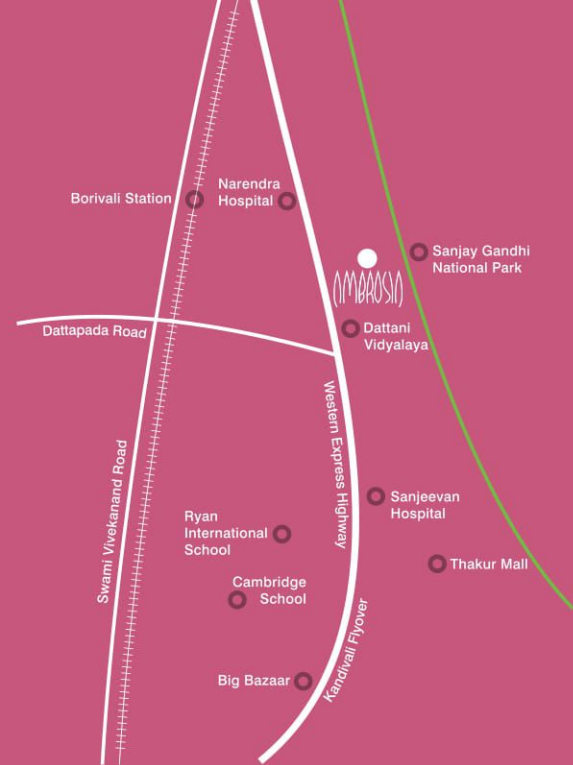 Narendra
Hospital
Borivali Station
Sanjay Gandhi
National Park
AMBROSIA
Dattapada Road
Dattani
Vidyalaya
Western Express Highway
Swami Vivekanand Road
Sanjeevan
Hospital
Ryan
International
School
Thakur Mall
Cambridge
School
Kandivali Flyover
Big Bazaar